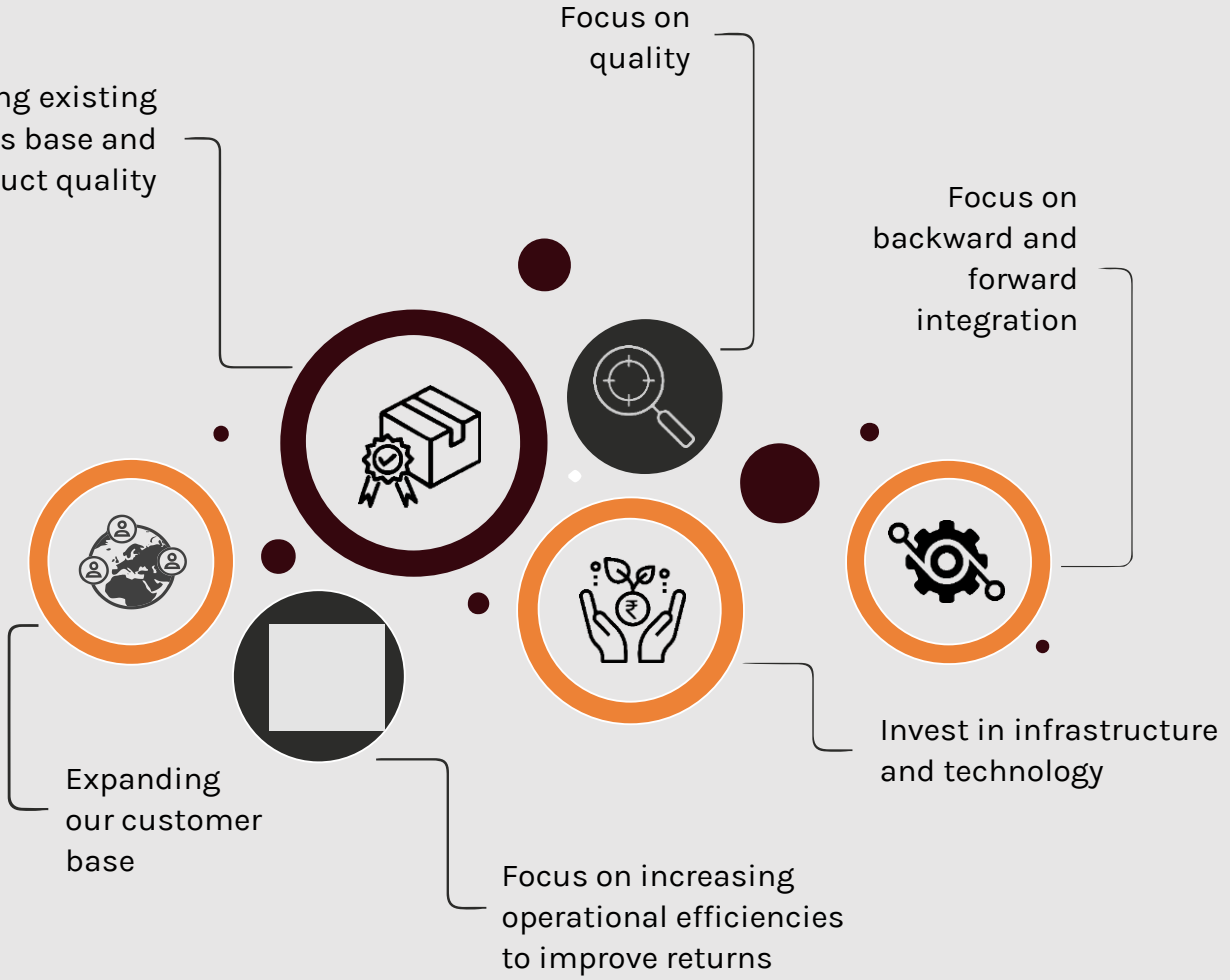 Focus on
quality
ng existing
s base and
uct quality
Focus on
backward and
forward
integration
₹
Invest in infrastructure
and technology
Expanding
our customer
base
Focus on increasing
operational efficiencies
to improve returns